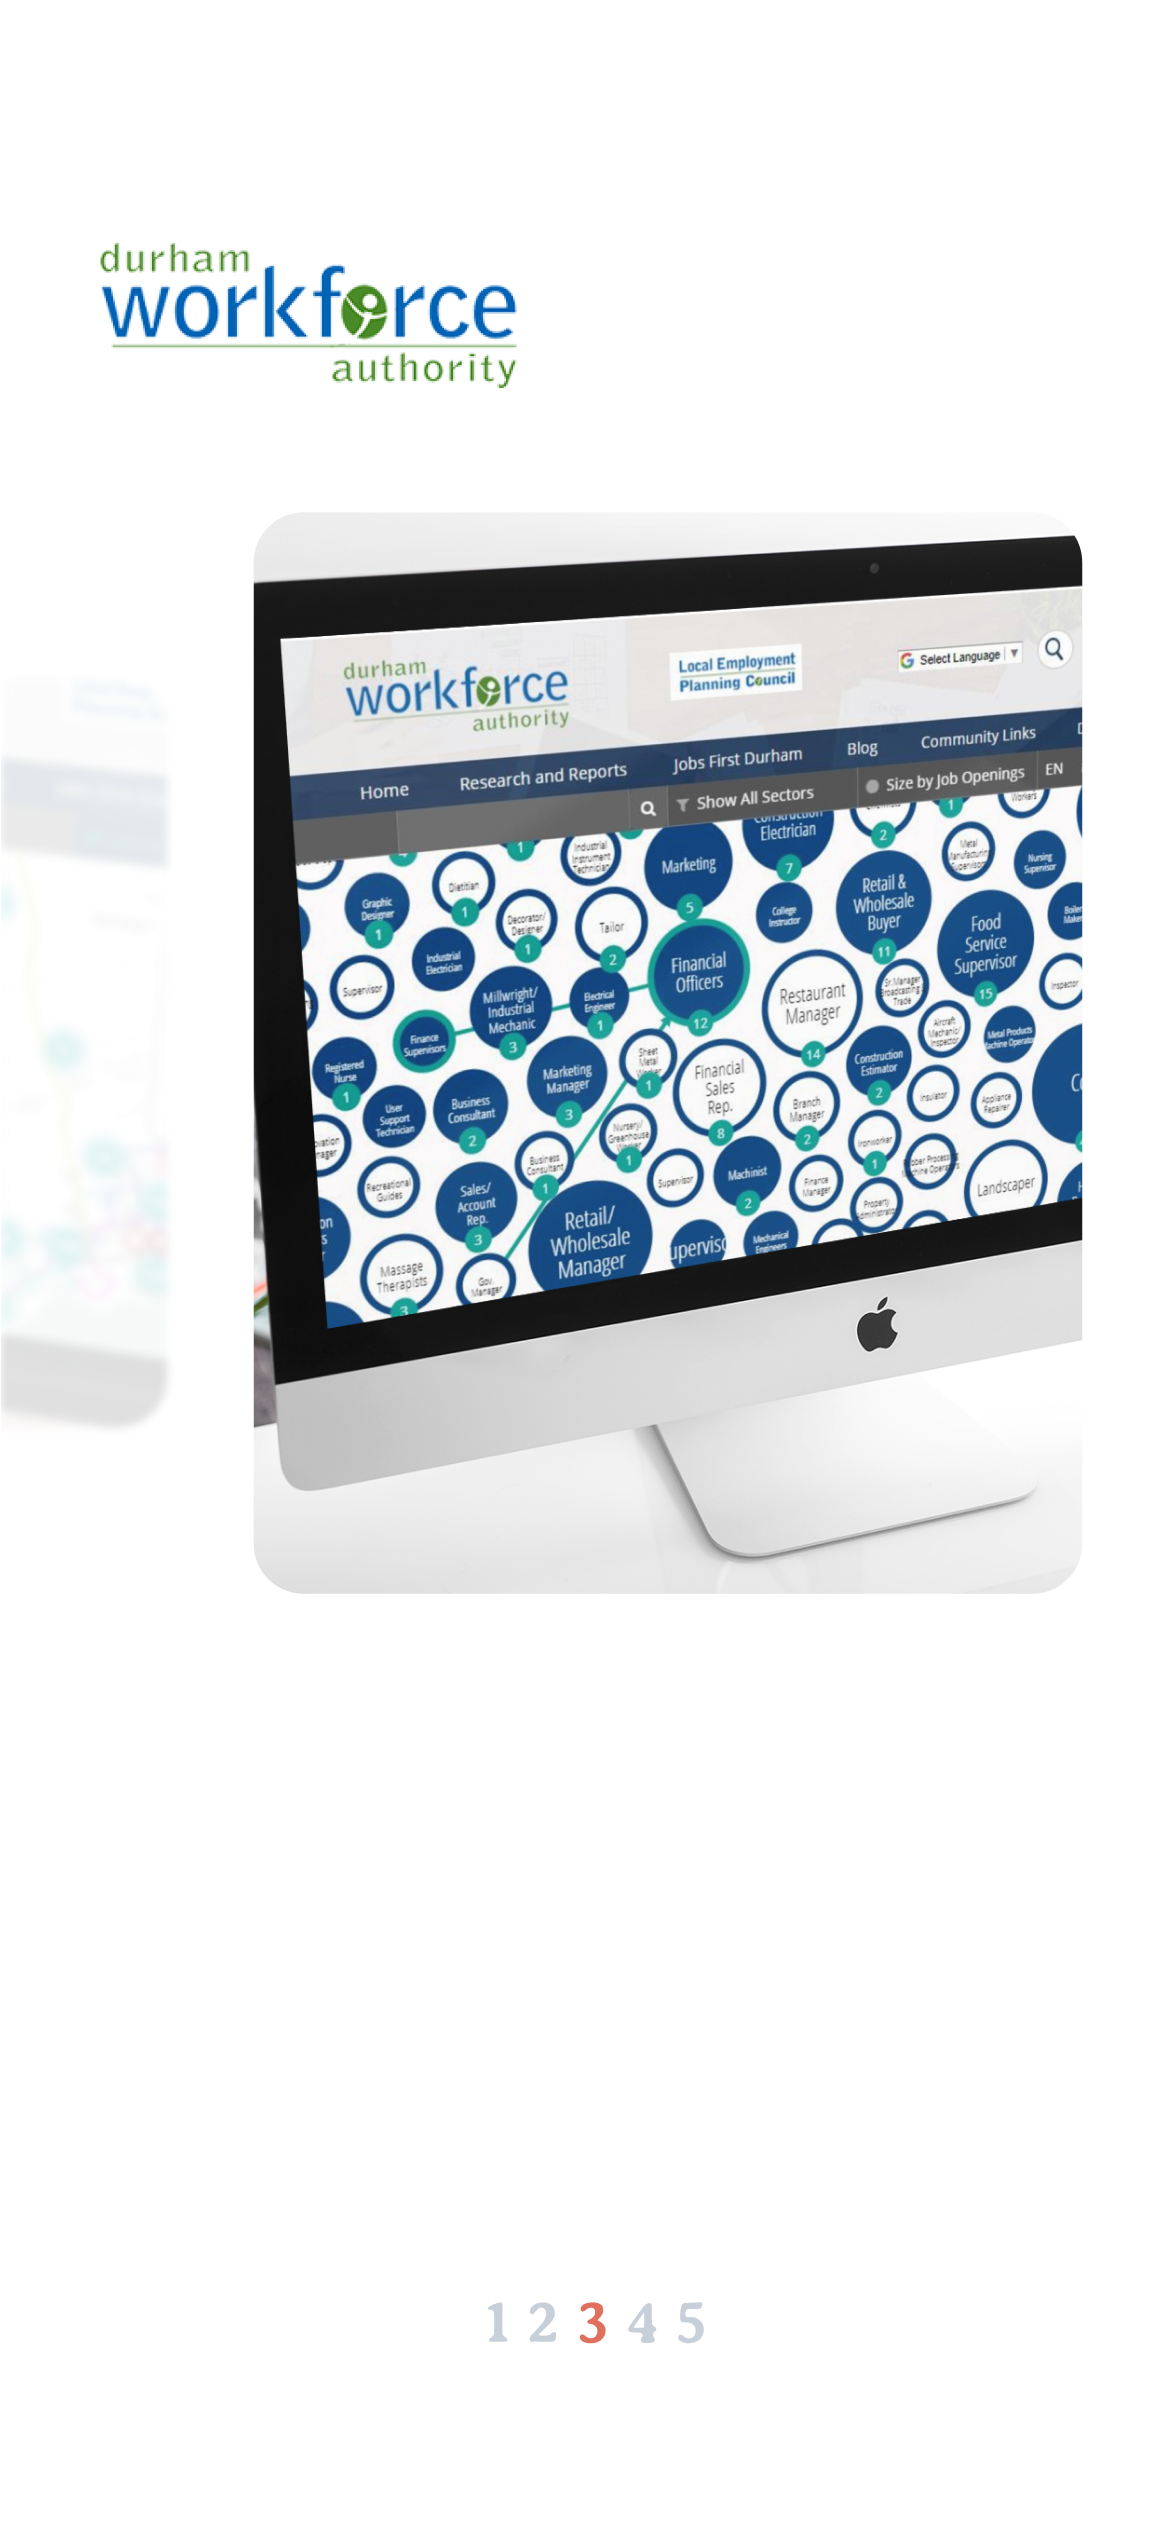 durham
workforce
authority
durham
workforce
authority
Local Employment
Planning Council
Select Language
Home
Research and Reports
Jobs First Durham
Blog
Community Links
Show All Sectors
Size by Job Openings
EN
Workers
Industrial
Instrument
Technician
Marketing
5
Construction
Electrician
7
2
1
Metal
Manufacturing
Supervisor
Nursing
Supervisor
Graphic
Designer
1
Dietitian
1
1
Decorator/
Designer
1
Tailor
2
College
Instructor
Retail &
Wholesale
Buyer
11
Food
Service
Supervisor
15
Industrial
Electrician
Supervisor
Millwright/
Industrial
Mechanic
3
Electrical
Engineer
1
Financial
Officers
12
Restaurant
Manager
14
Sr.Manager
Broadcasting
Trade
Inspector
Aircraft
Mechanic/
Inspector
Metal Products
Machine Operator
Finance
Supervisors
Registered
Nurse
1
User
Support
Technician
Business
Consultant
2
Marketing
Manager
3
Sheet
Metal
Worker
1
Financial
Sales
Rep.
8
Construction
Estimator
2
Branch
Manager
2
Insulator
Appliance
Repairer
Nursery/
Greenhouse
Worker
1
Ironworker
1
Business
Consultant
1
Recreational
Guides
Sales/
Account
Rep.
3
Supervisor
Machinist
2
Finance
Manager
Property
Administrator
Landscaper
Massage
Therapists
3
Gov.
Manager
Retail/
Wholesale
Manager
Mechanical
Engineers
1 2 3 4 5